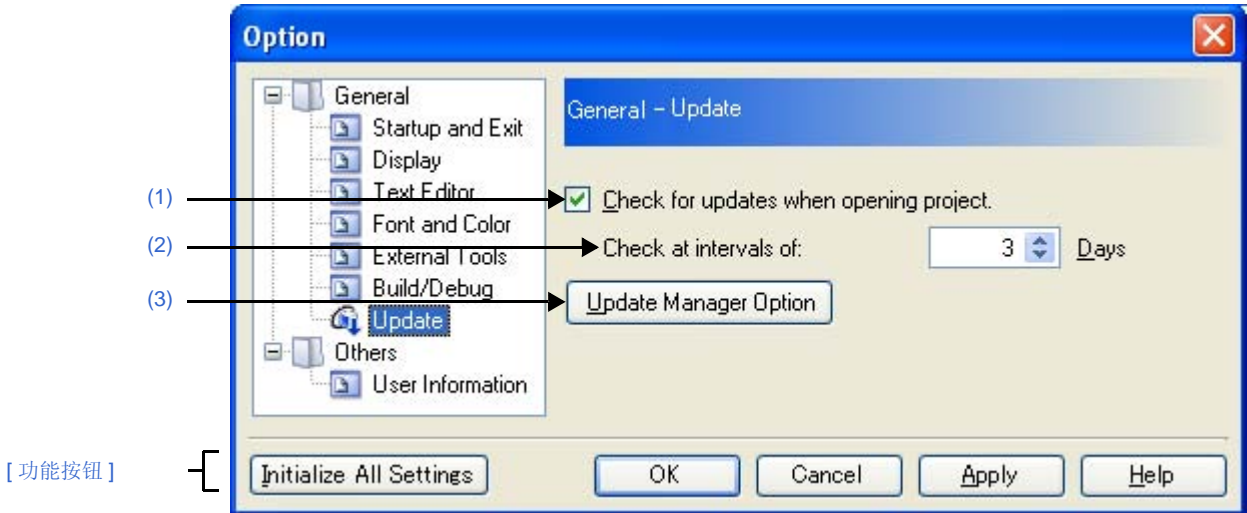 Option
General
Startup and Exit
Display
Text Editor
Font and Color
External Tools
Build/Debug
Update
Others
User Information
General - Update
(1)
Check for updates when opening project.
(2)
Check at intervals of: 3 Days
(3)
Update Manager Option
[ 功能按钮 ]
Initialize All Settings OK Cancel Apply Help